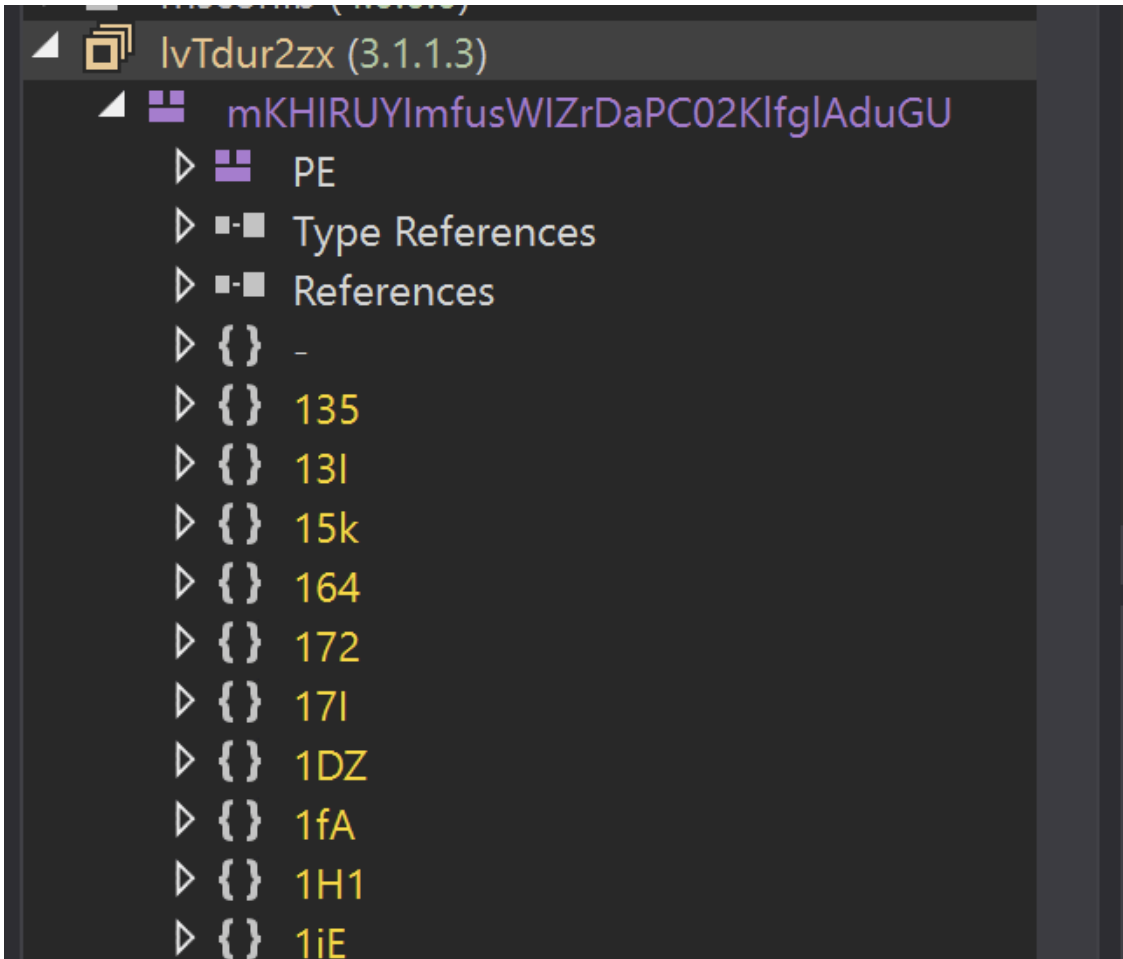 lvTdur2zx (3.1.1.3)
mKHIRUYImfusWIZrDaPC02KlfglAduGU
PE
Type References
References
-
135
13l
15k
164
172
17l
1DZ
1fA
1H1
1iE